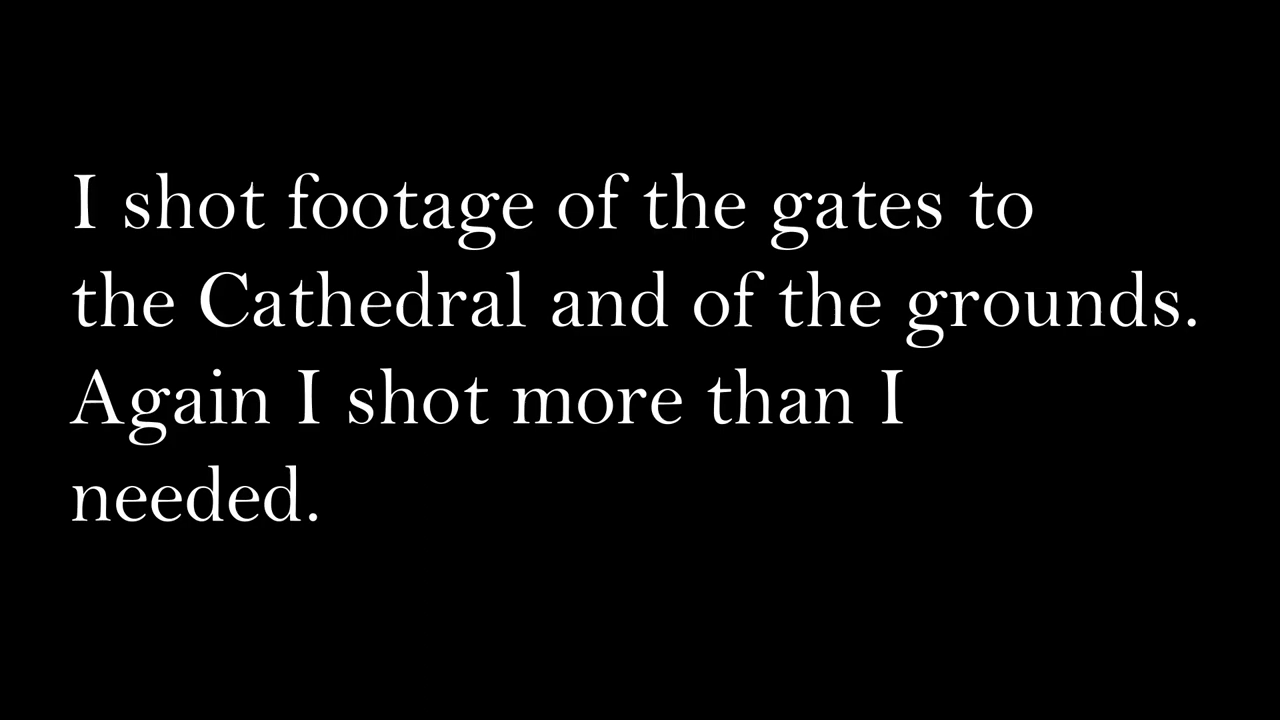 I shot footage of the gates to
the Cathedral and of the grounds.
Again I shot more than I
needed.